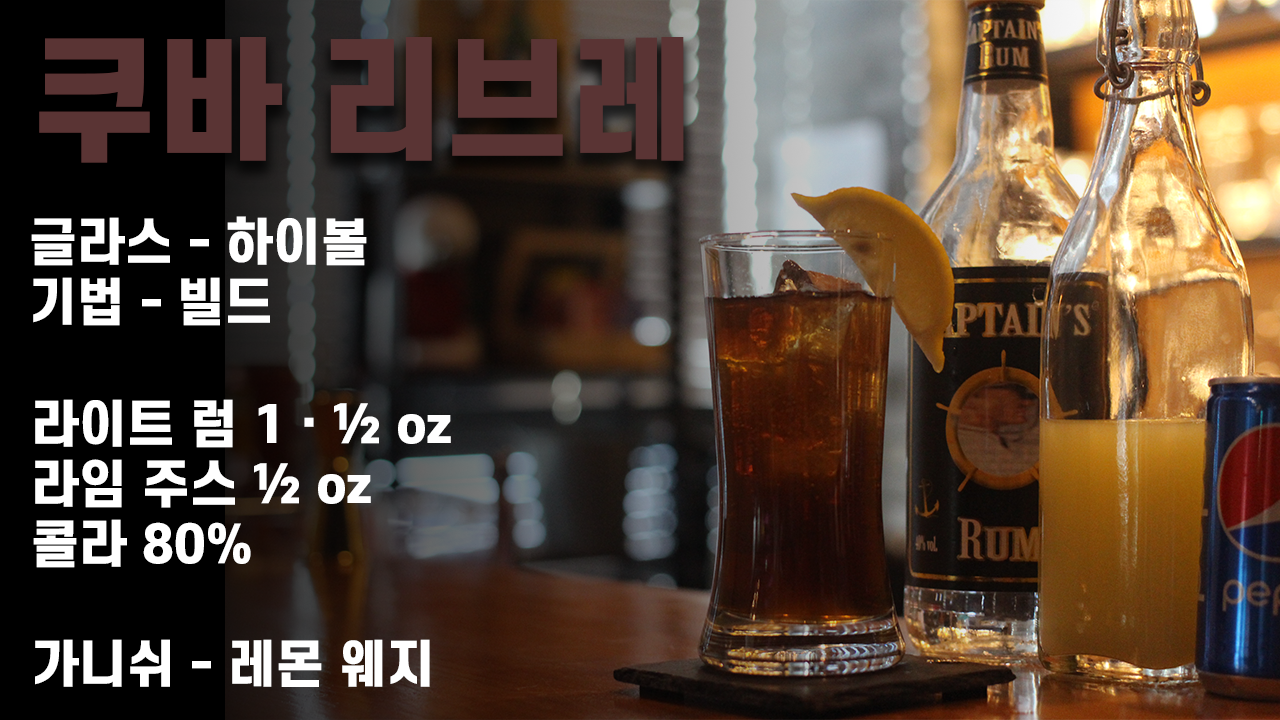 쿠바 리브레
글라스 - 하이볼
기법 - 빌드
라이트 럼 1 · ½ oz
라임 주스 ½ oz
콜라 80%
가니쉬 - 레몬 웨지
CAPTAIN'S
RUM
CAPTAIN'S
RUM
pep